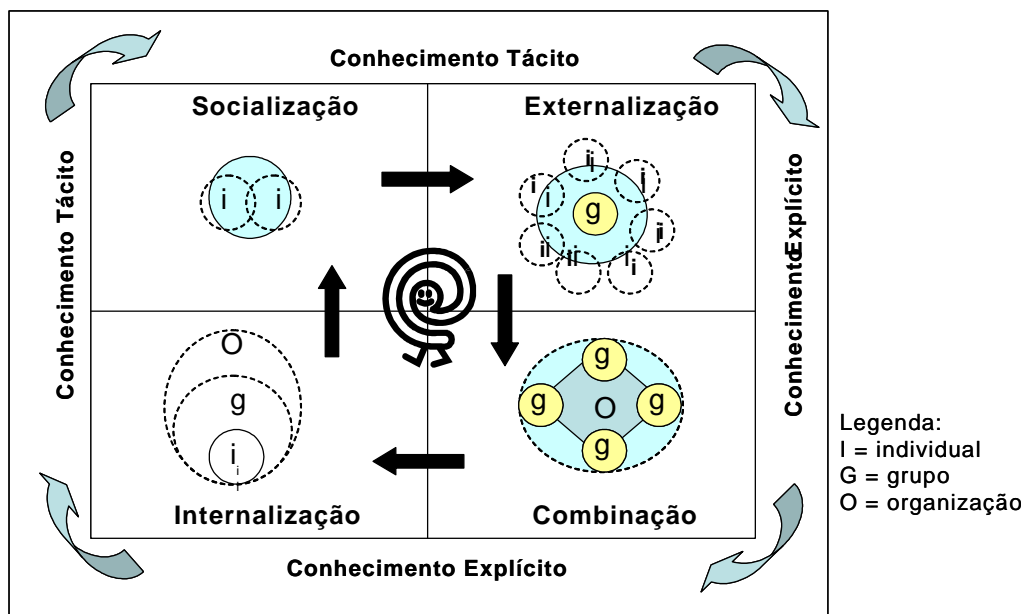 Conhecimento Tácito
Socialização
Externalização
Conhecimento Tácito
Conhecimento Explícito
i i
i i
i i
i i
i i
i i
i i
i i
g
O
g
i
i
i
g
g O g
g
Internalização
Combinação
Conhecimento Explícito
Legenda:
I = individual
G = grupo
O = organização